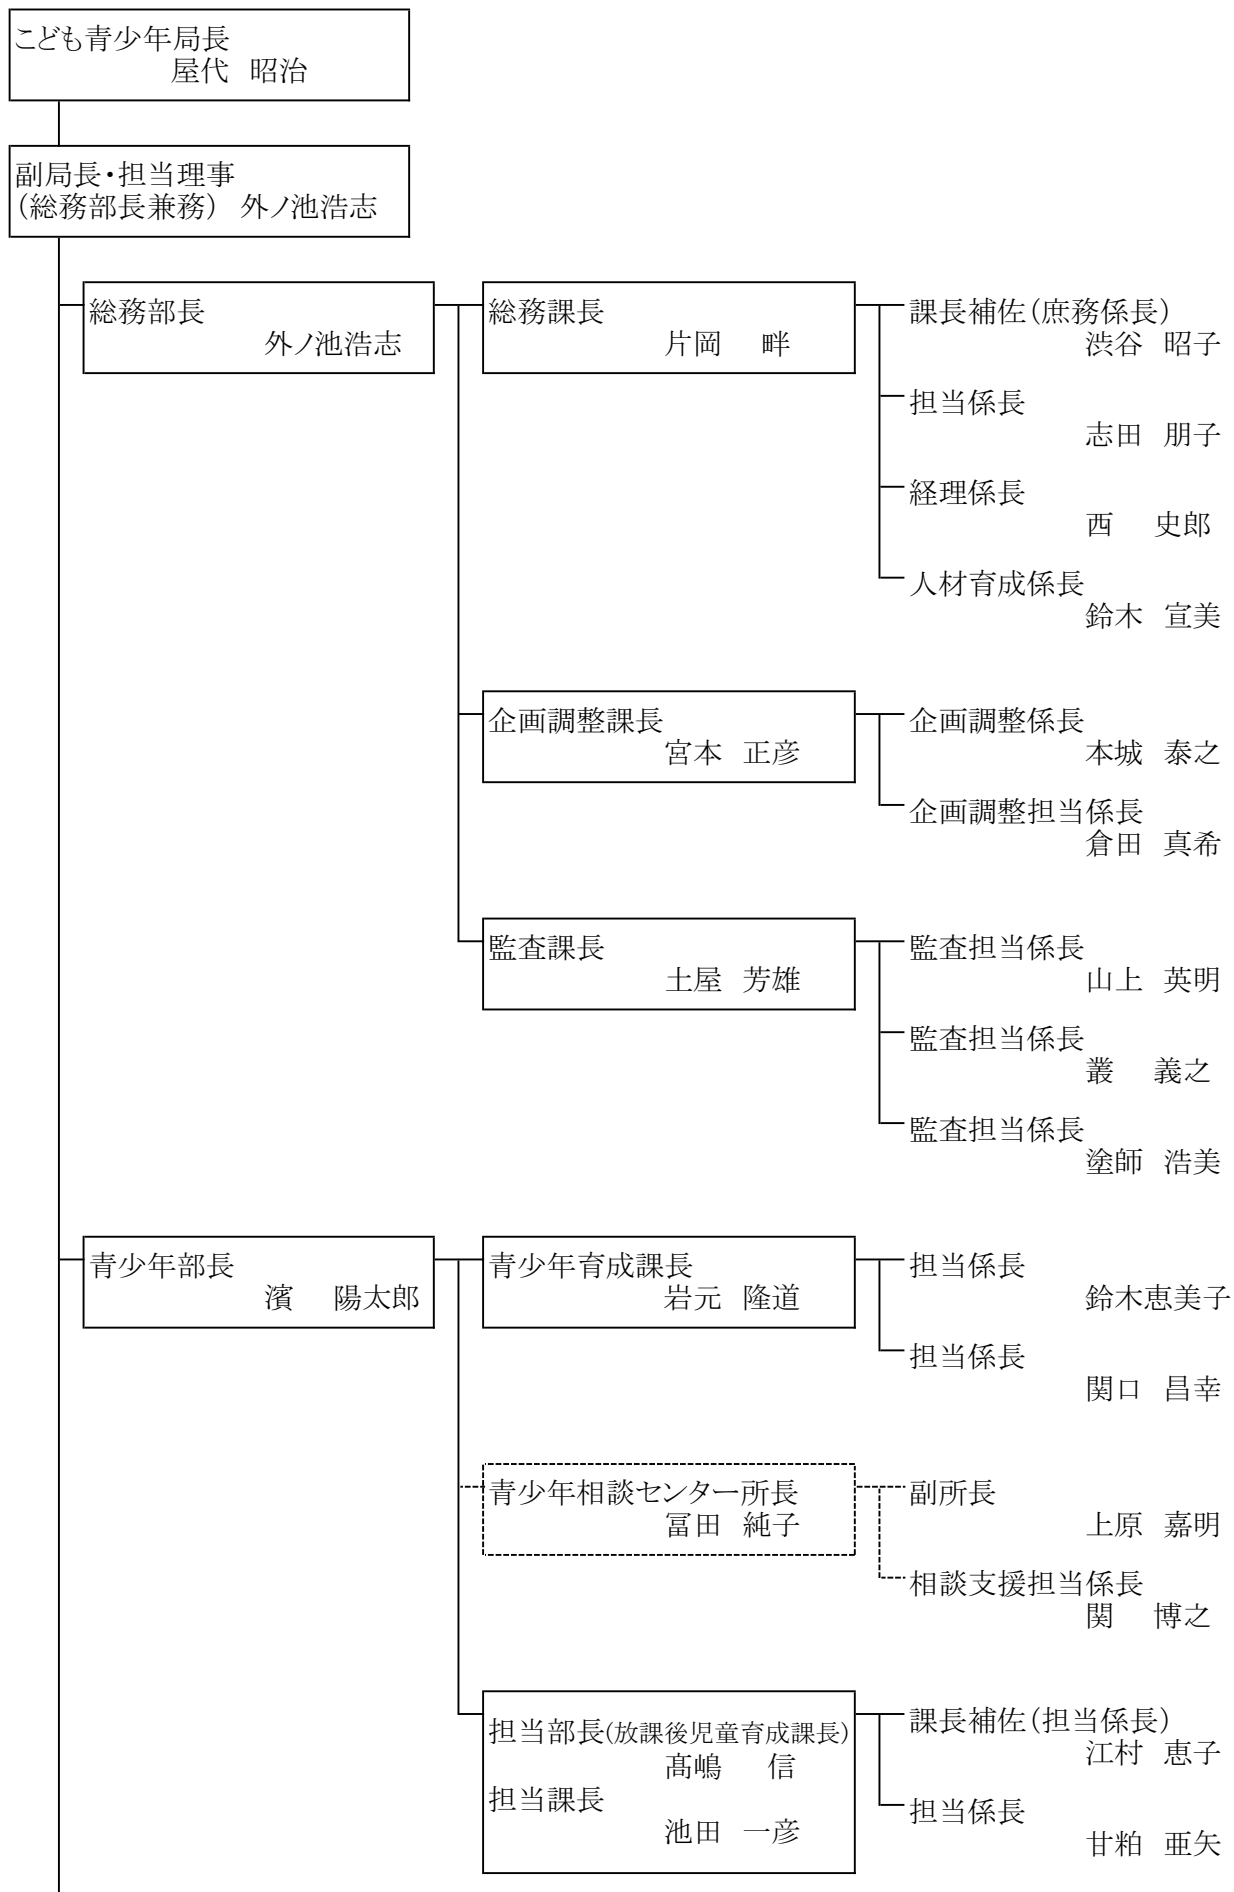 こども青少年局長
屋代 昭治
副局長・担当理事
（総務部長兼務） 外ノ池浩志
総務部長
外ノ池浩志
総務課長
片岡 畔
課長補佐（庶務係長）
渋谷 昭子
担当係長
志田 朋子
経理係長
西 史郎
人材育成係長
鈴木 宣美
企画調整課長
宮本 正彦
企画調整係長
本城 泰之
企画調整担当係長
倉田 真希
監査課長
土屋 芳雄
監査担当係長
山上 英明
監査担当係長
叢 義之
監査担当係長
塗師 浩美
青少年部長
濱 陽太郎
青少年育成課長
岩元 隆道
担当係長
鈴木恵美子
担当係長
関口 昌幸
青少年相談センター所長
冨田 純子
副所長
上原 嘉明
相談支援担当係長
関 博之
担当部長(放課後児童育成課長)
髙嶋 信
担当課長
池田 一彦
課長補佐（担当係長）
江村 恵子
担当係長
甘粕 亜矢